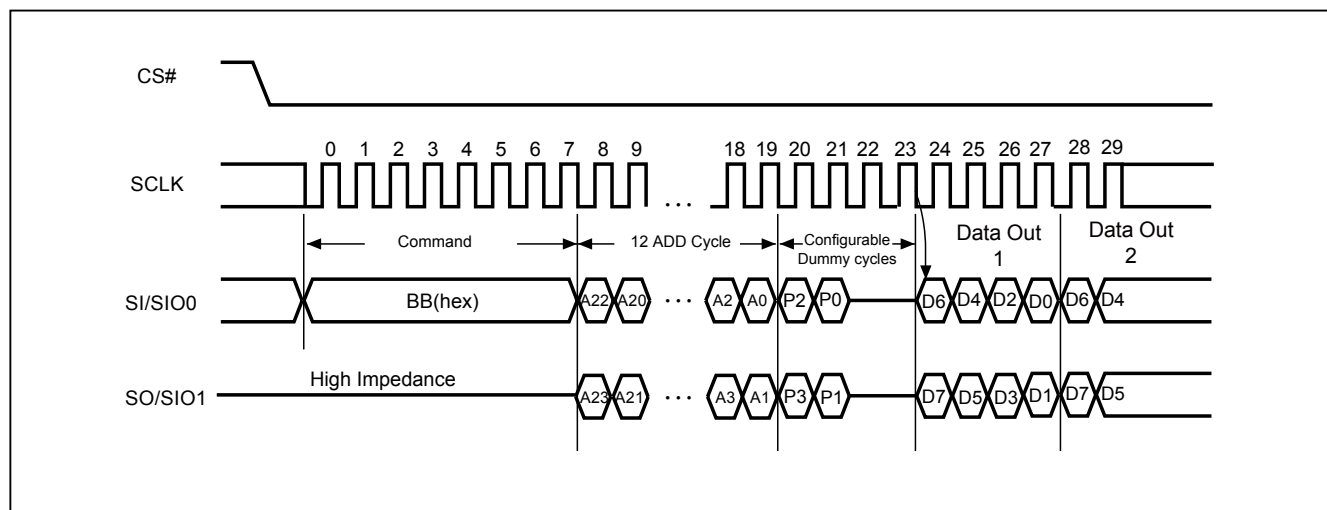 CS#
0 1 2 3 4 5 6 7 8 9 18 19 20 21 22 23 24 25 26 27 28 29
SCLK
...
Command
12 ADD Cycle
Configurable
Dummy cycles
Data Out
1
Data Out
2
SI/SIO0
BB(hex)
A22 A20 ... A2 A0 P2 P0 D6 D4 D2 D0 D6 D4
High Impedance
SO/SIO1
A23 A21 ... A3 A1 P3 P1 D7 D5 D3 D1 D7 D5